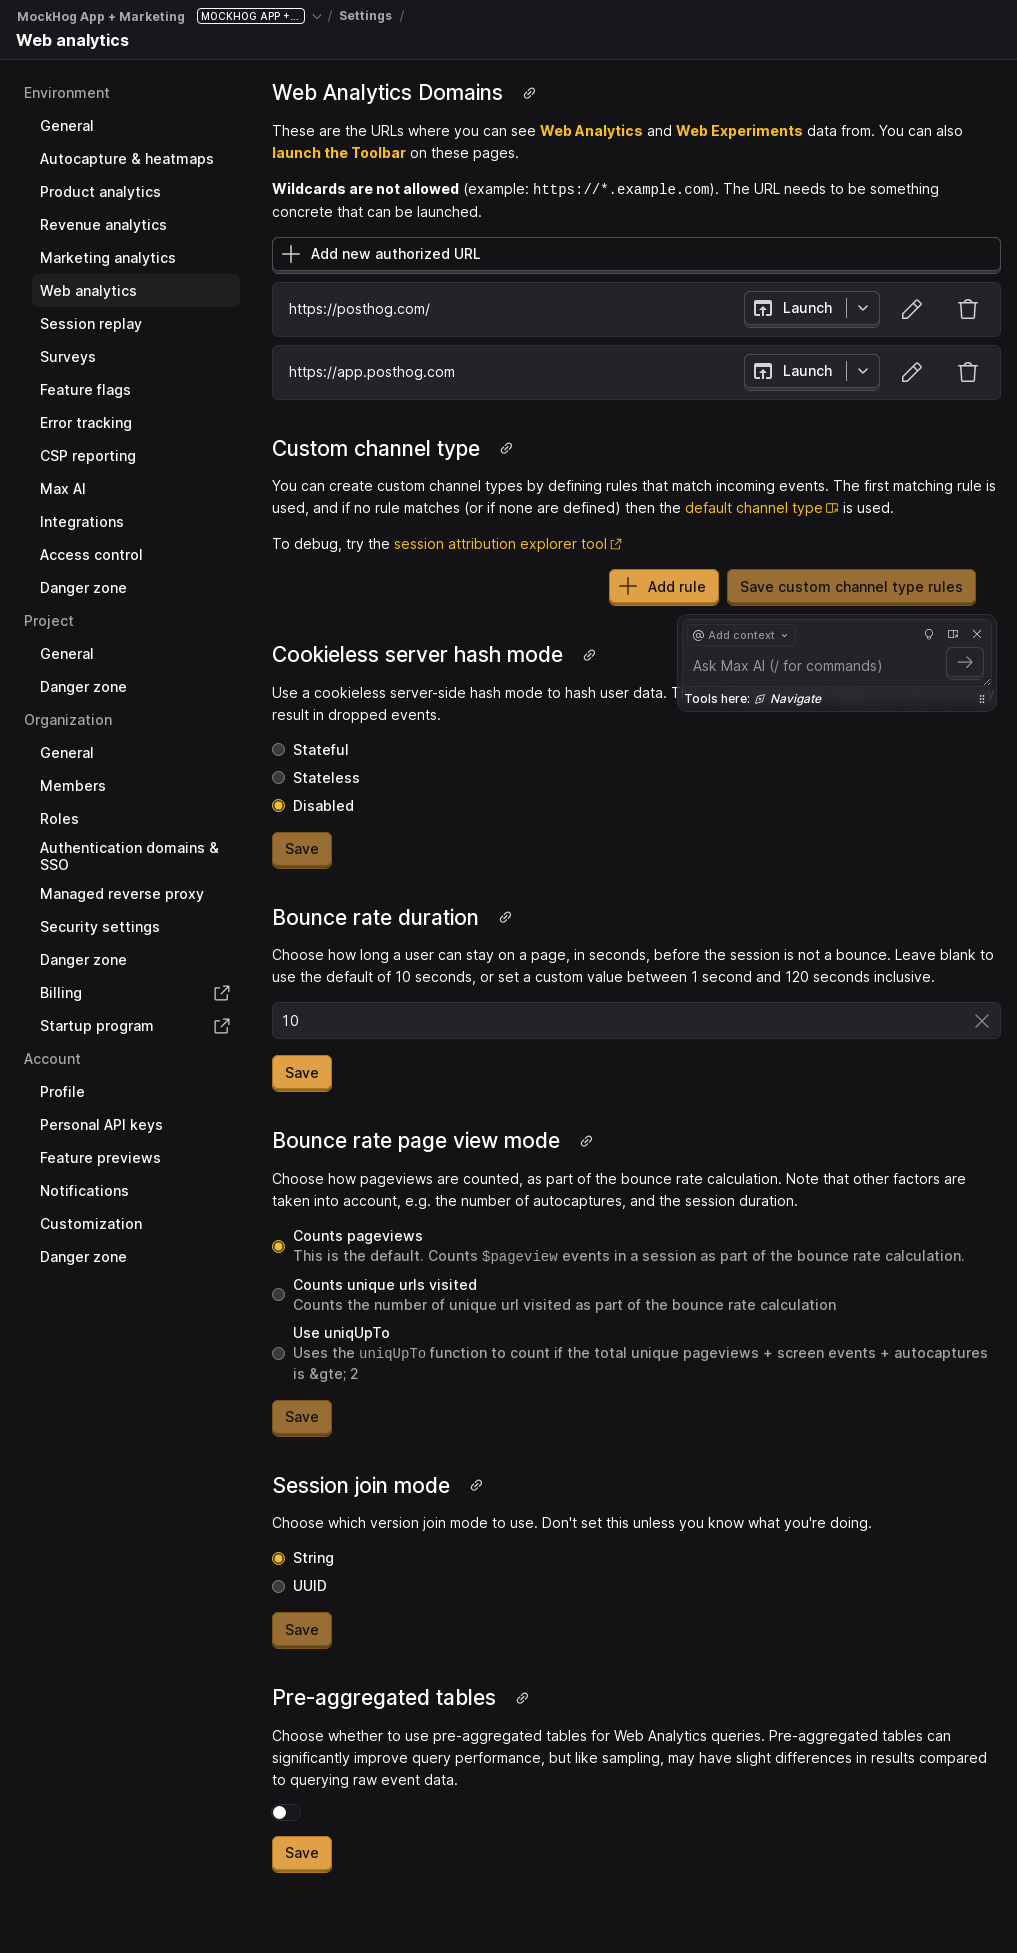 MockHog App + Marketing MOCKHOG APP +... / Settings /
Web analytics
Environment
General
Autocapture & heatmaps
Product analytics
Revenue analytics
Marketing analytics
Web analytics
Session replay
Surveys
Feature flags
Error tracking
CSP reporting
Max AI
Integrations
Access control
Danger zone
Project
General
Danger zone
Organization
General
Members
Roles
Authentication domains &
SSO
Managed reverse proxy
Security settings
Danger zone
Billing
Startup program
Account
Profile
Personal API keys
Feature previews
Notifications
Customization
Danger zone
Web Analytics Domains
These are the URLs where you can see Web Analytics and Web Experiments data from. You can also
launch the Toolbar on these pages.
Wildcards are not allowed (example: https://*.example.com). The URL needs to be something
concrete that can be launched.
Add new authorized URL
https://posthog.com/ Launch
https://app.posthog.com Launch
Custom channel type
You can create custom channel types by defining rules that match incoming events. The first matching rule is
used, and if no rule matches (or if none are defined) then the default channel type is used.
To debug, try the session attribution explorer tool
Add rule Save custom channel type rules
@ Add context
Ask Max AI (/ for commands)
Tools here: Navigate
Cookieless server hash mode
Use a cookieless server-side hash mode to hash user data.
result in dropped events.
Stateful
Stateless
Disabled
Save
Bounce rate duration
Choose how long a user can stay on a page, in seconds, before the session is not a bounce. Leave blank to
use the default of 10 seconds, or set a custom value between 1 second and 120 seconds inclusive.
10
Save
Bounce rate page view mode
Choose how pageviews are counted, as part of the bounce rate calculation. Note that other factors are
taken into account, e.g. the number of autocaptures, and the session duration.
Counts pageviews
This is the default. Counts $pageview events in a session as part of the bounce rate calculation.
Counts unique urls visited
Counts the number of unique url visited as part of the bounce rate calculation
Use uniqUpTo
Uses the uniqUpTo function to count if the total unique pageviews + screen events + autocaptures
is &gte; 2
Save
Session join mode
Choose which version join mode to use. Don't set this unless you know what you're doing.
String
UUID
Save
Pre-aggregated tables
Choose whether to use pre-aggregated tables for Web Analytics queries. Pre-aggregated tables can
significantly improve query performance, but like sampling, may have slight differences in results compared
to querying raw event data.
Save